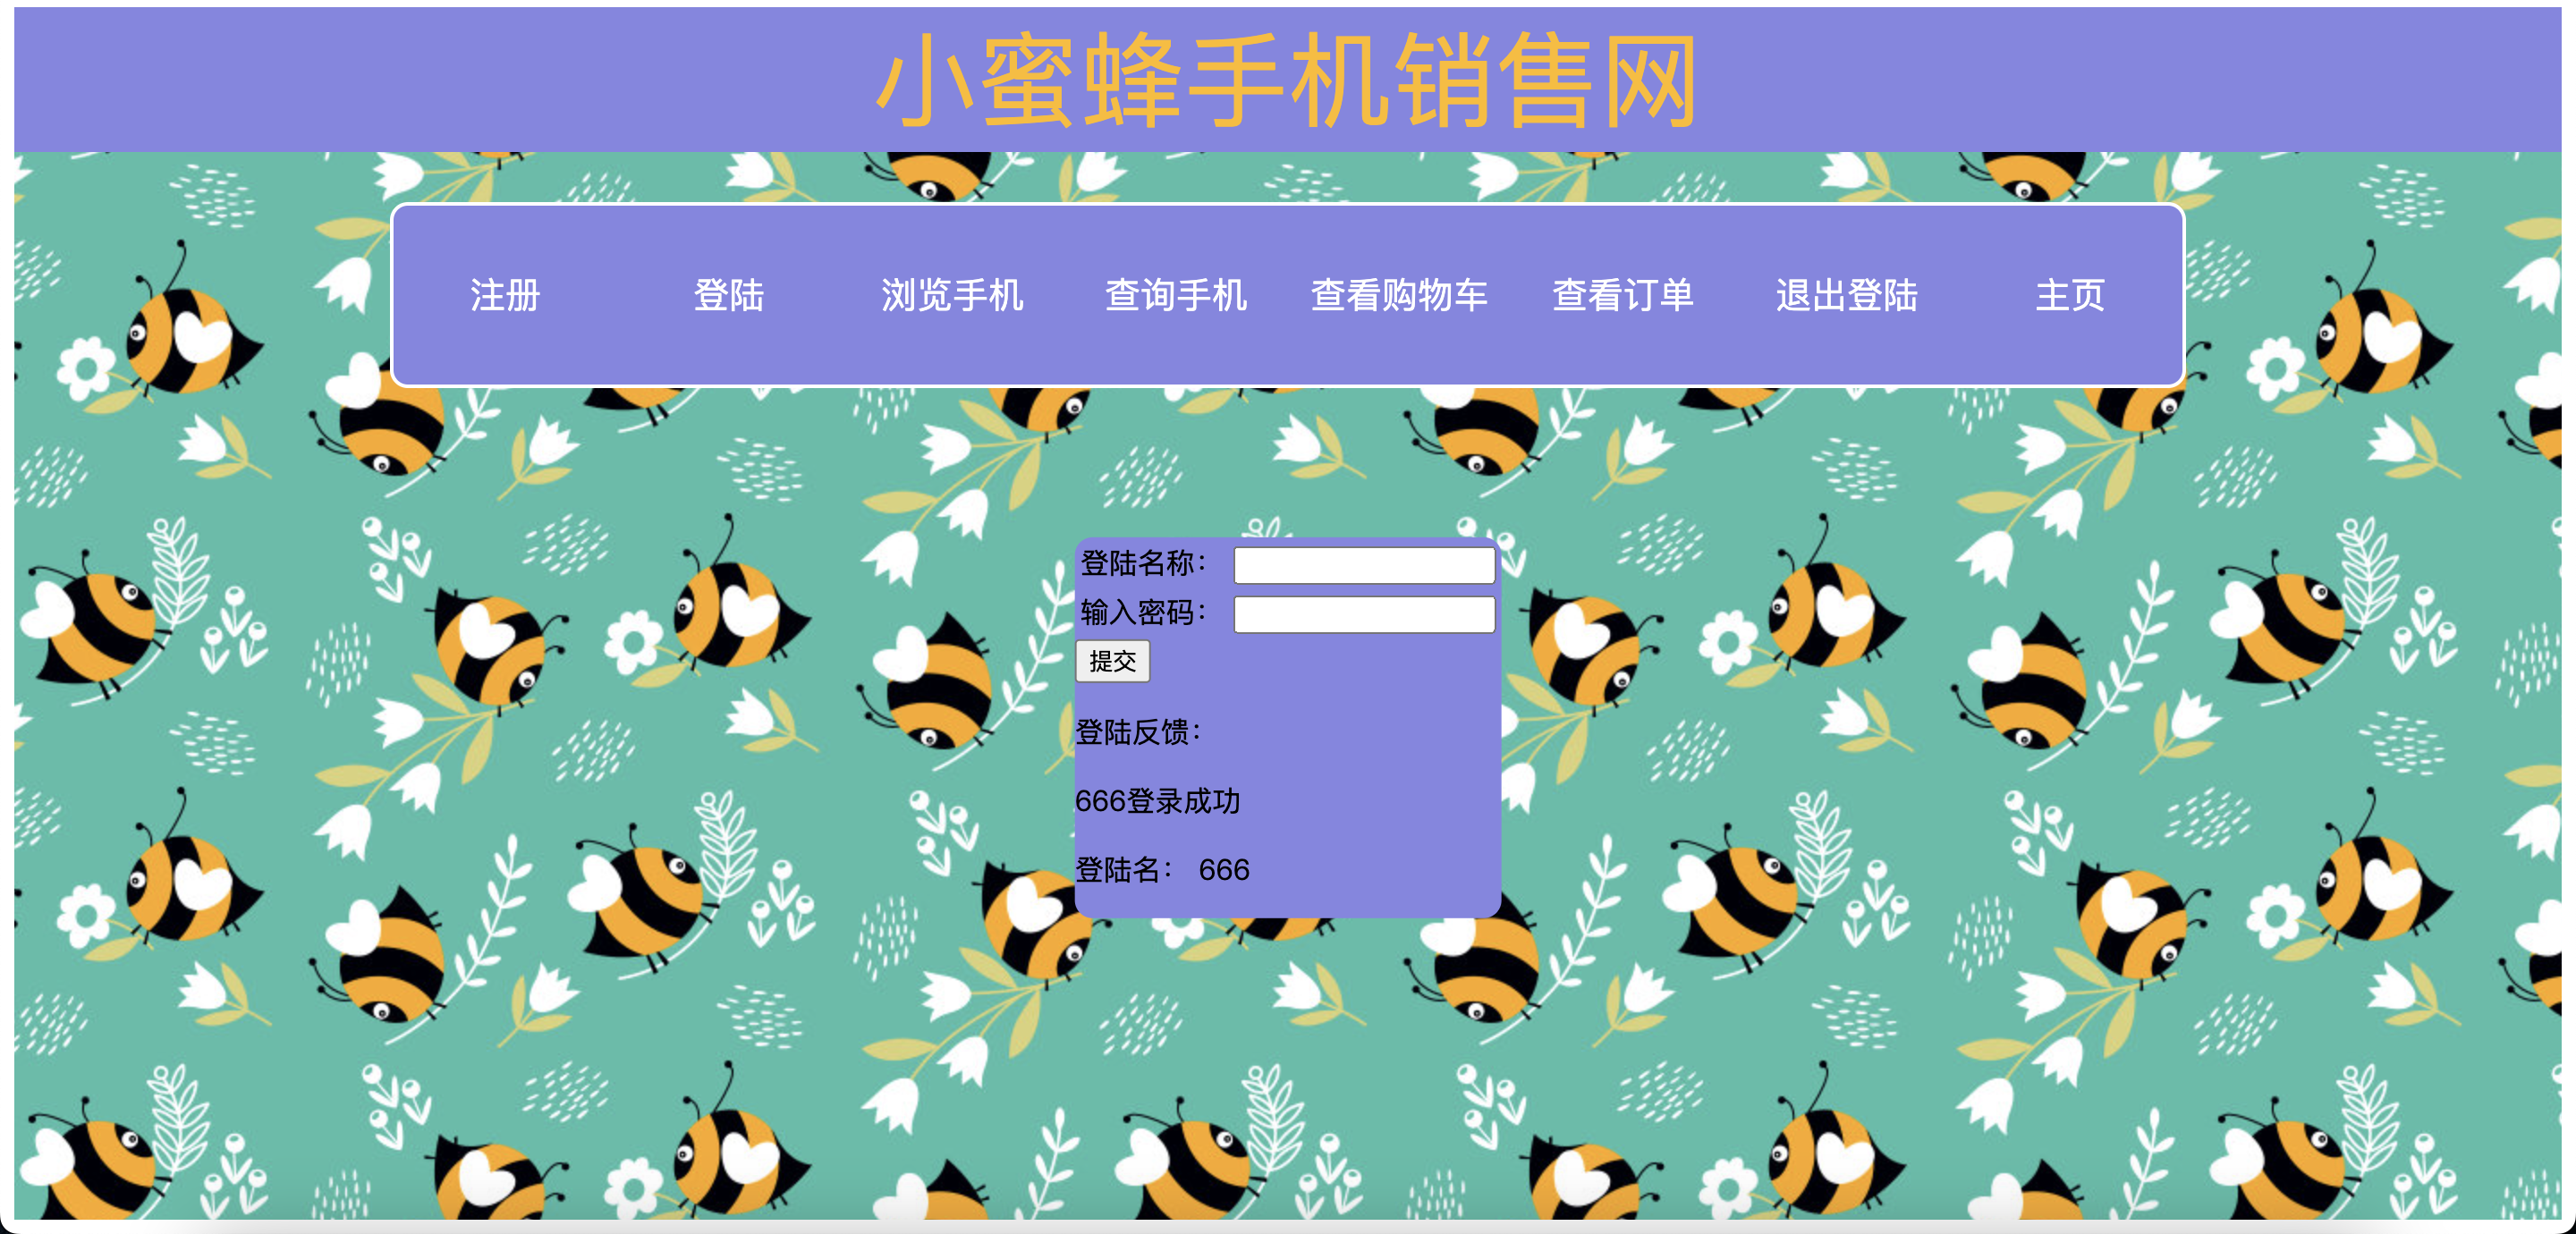 小蜜蜂手机销售网
注册 登陆 浏览手机 查询手机 查看购物车 查看订单 退出登陆 主页
登陆名称：
输入密码：
提交
登陆反馈：
666登录成功
登陆名： 666